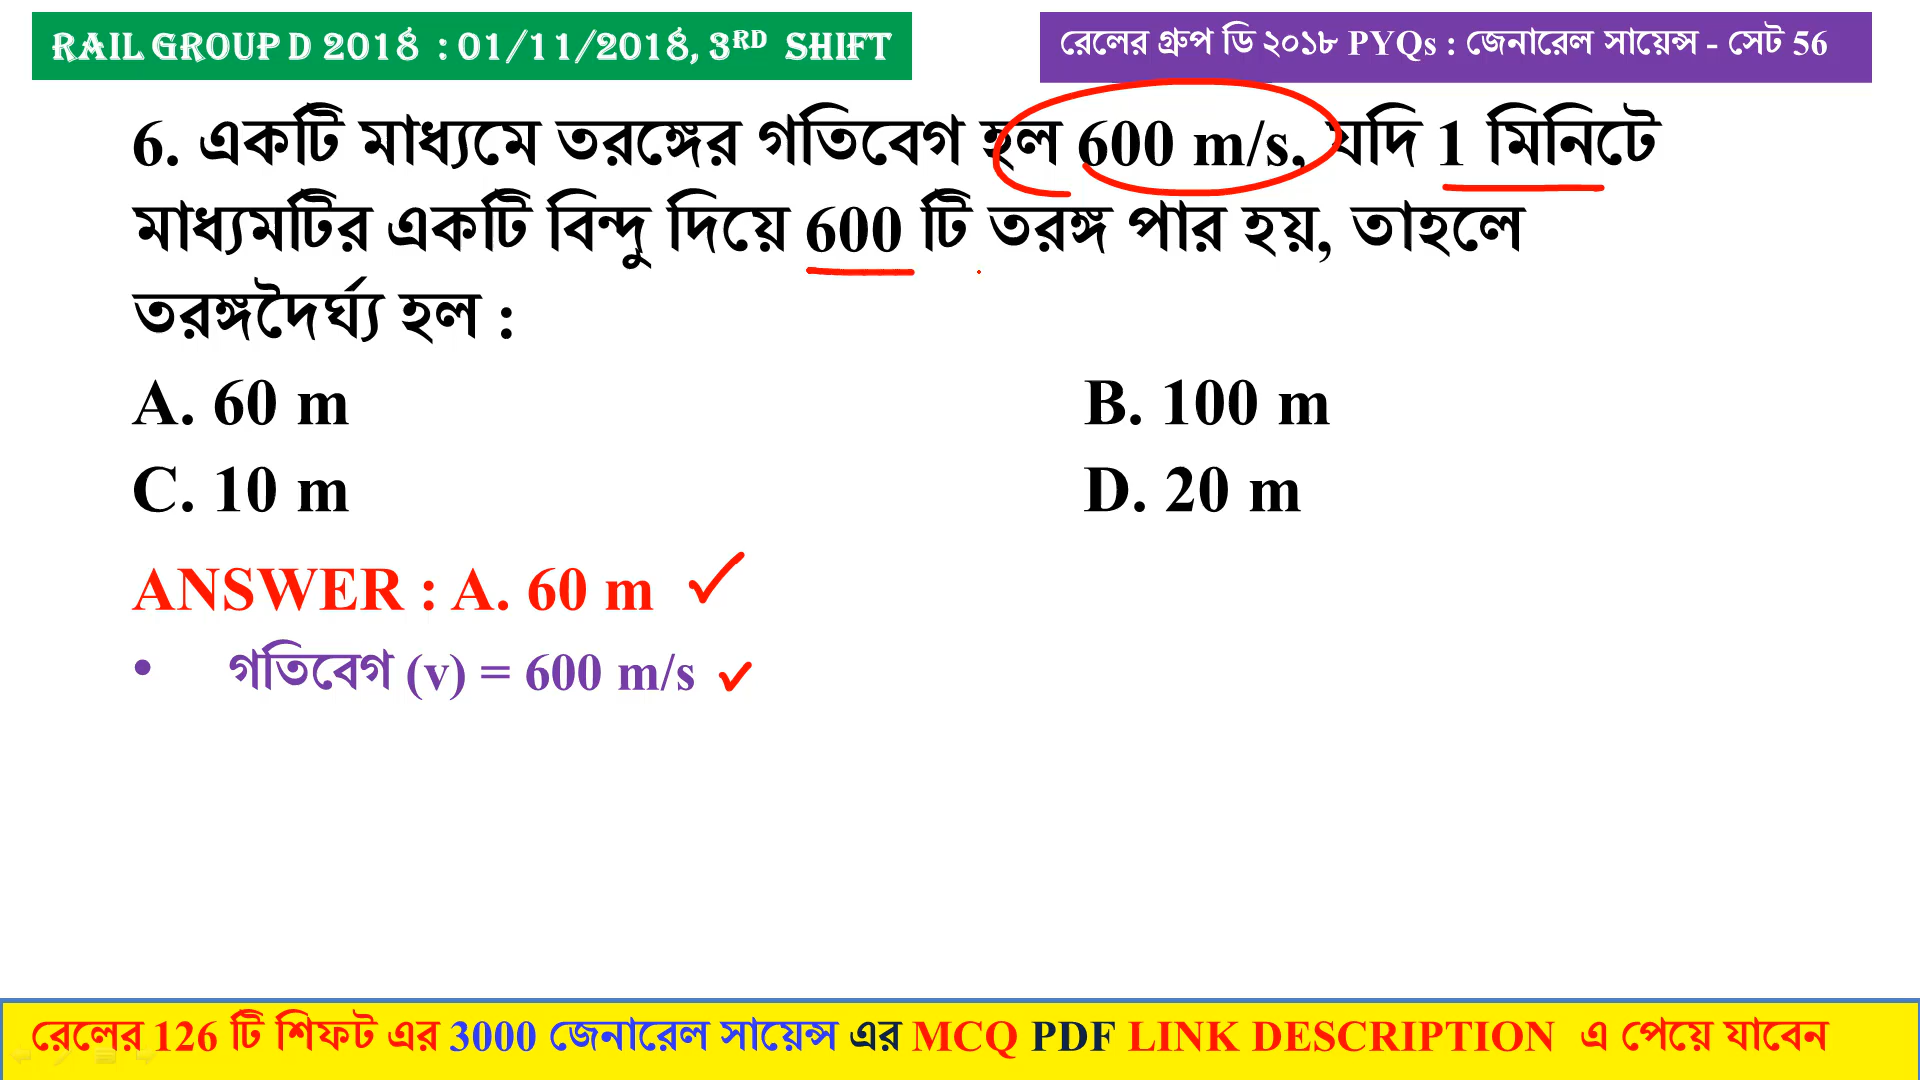 RAIL GROUP D 2018 : 01/11/2018, 3RD SHIFT
রেলের গ্রুপ ডি ২০১৮ PYQs : জেনারেল সায়েন্স - সেট 56
6. একটি মাধ্যমে তরঙ্গের গতিবেগ হল 600 m/s, যদি 1 মিনিটে
মাধ্যমটির একটি বিন্দু দিয়ে 600 টি তরঙ্গ পার হয়, তাহলে
তরঙ্গদৈর্ঘ্য হল :
A. 60 m
B. 100 m
C. 10 m
D. 20 m
ANSWER : A. 60 m
• গতিবেগ (v) = 600 m/s
রেলের 126 টি শিফট এর 3000 জেনারেল সায়েন্স এর MCQ PDF LINK DESCRIPTION এ পেয়ে যাবেন